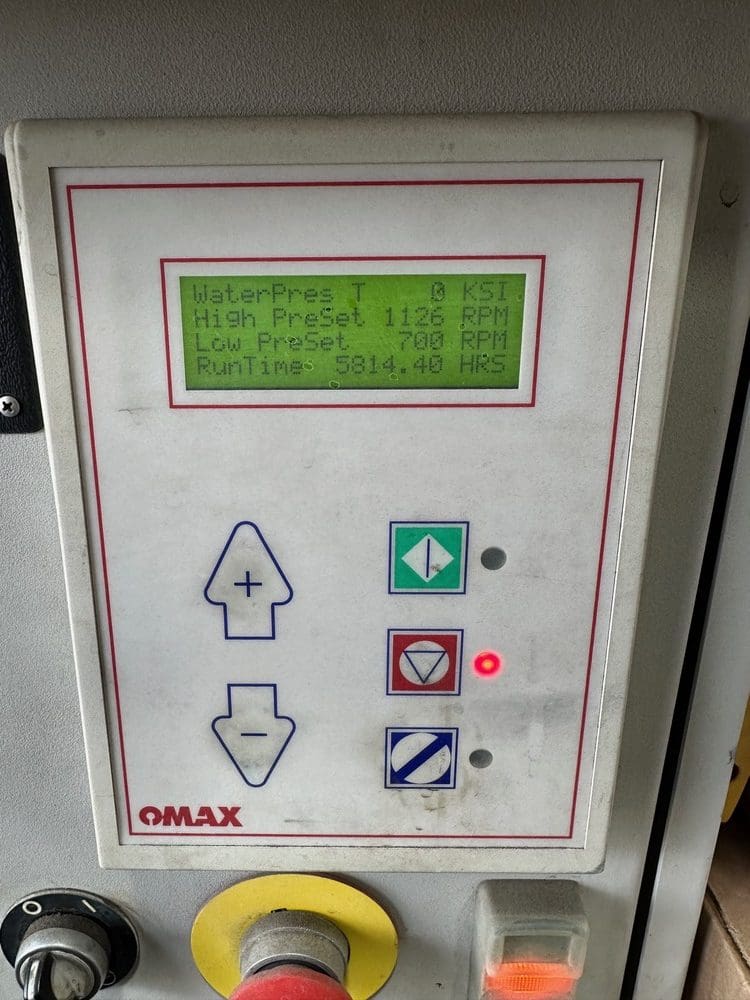 WaterPres T 0 KSI
High PreSet 1126 RPM
Low PreSet 700 RPM
RunTime 5814.40 HRS
+
-
OMAX
O I